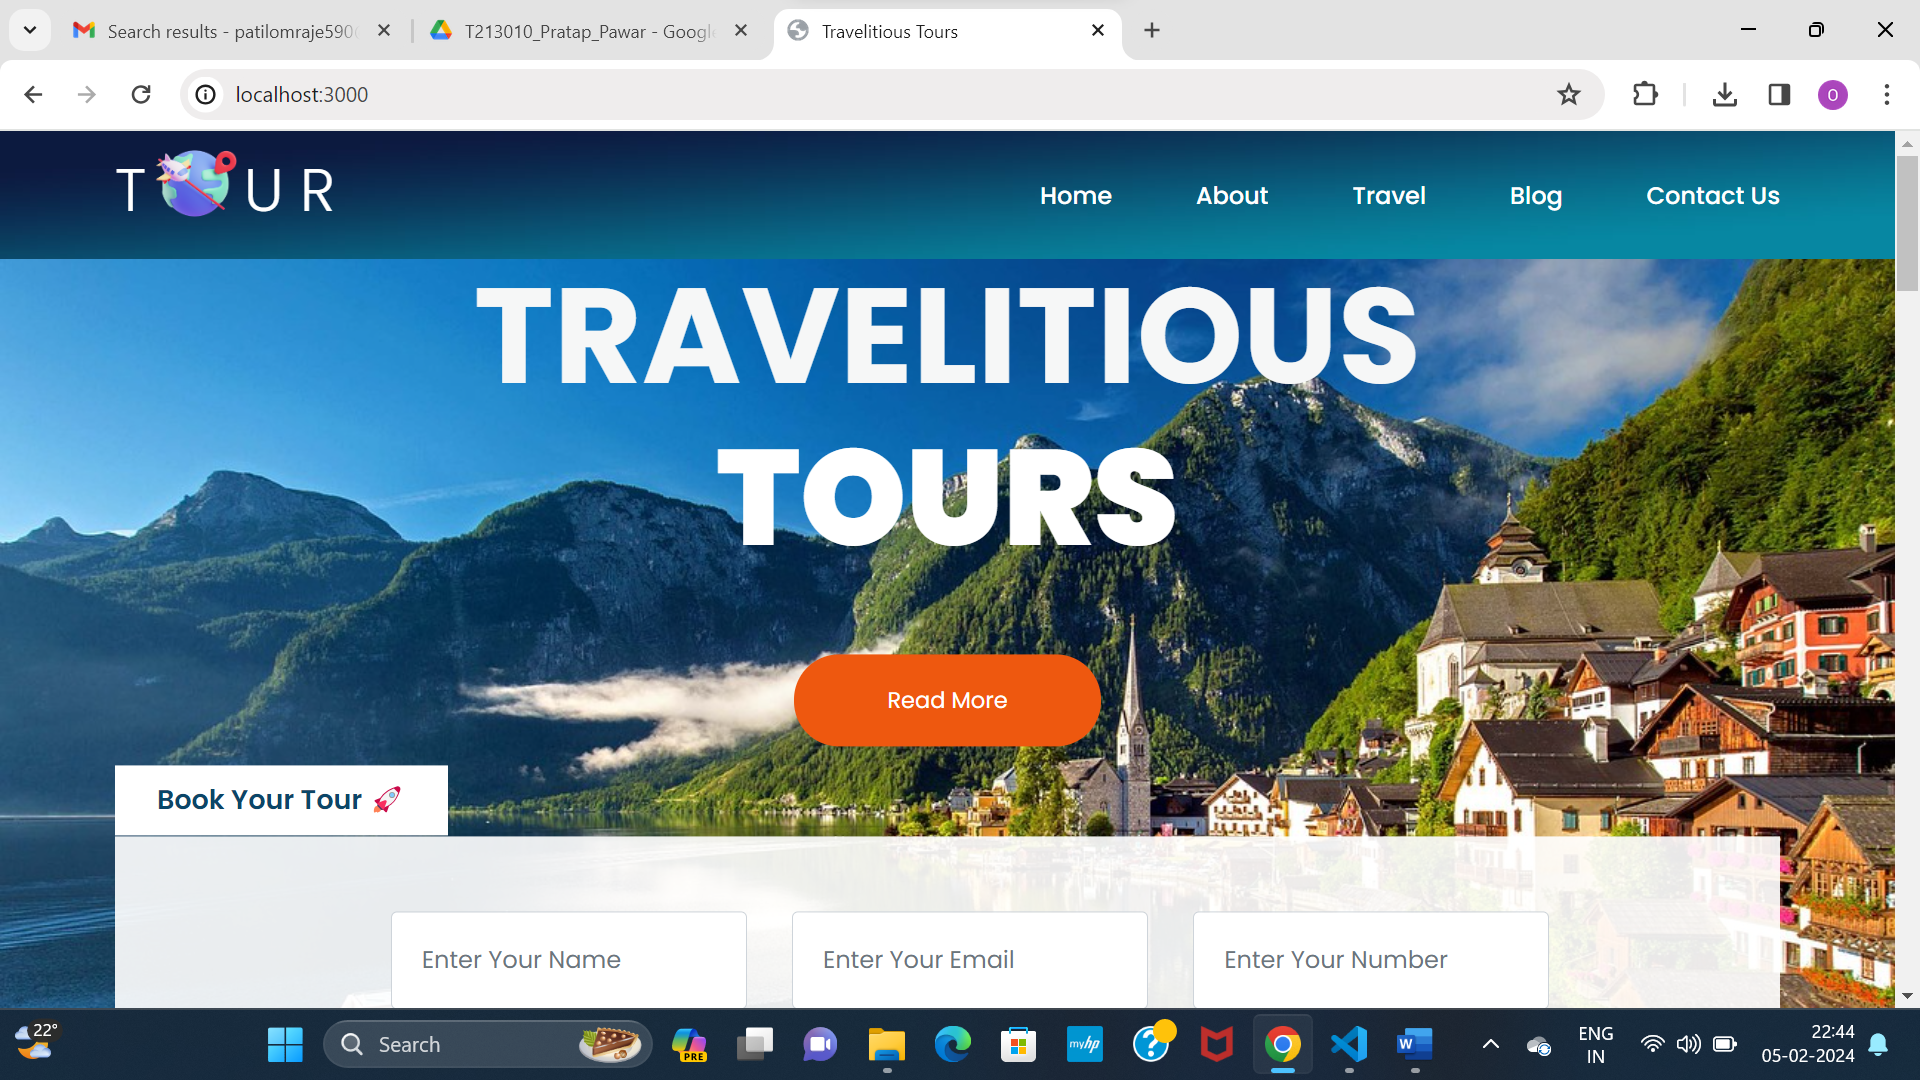 Search results - patilomraje590
T213010_Pratap_Pawar - Google
Travelitious Tours
localhost:3000
O
T UR
Home About Travel Blog Contact Us
TRAVELITIOUS
TOURS
Read More
Book Your Tour 🚀
Enter Your Name
Enter Your Email
Enter Your Number
22°
Search
PRE
myhp
?
W
ENG
IN
22:44
05-02-2024